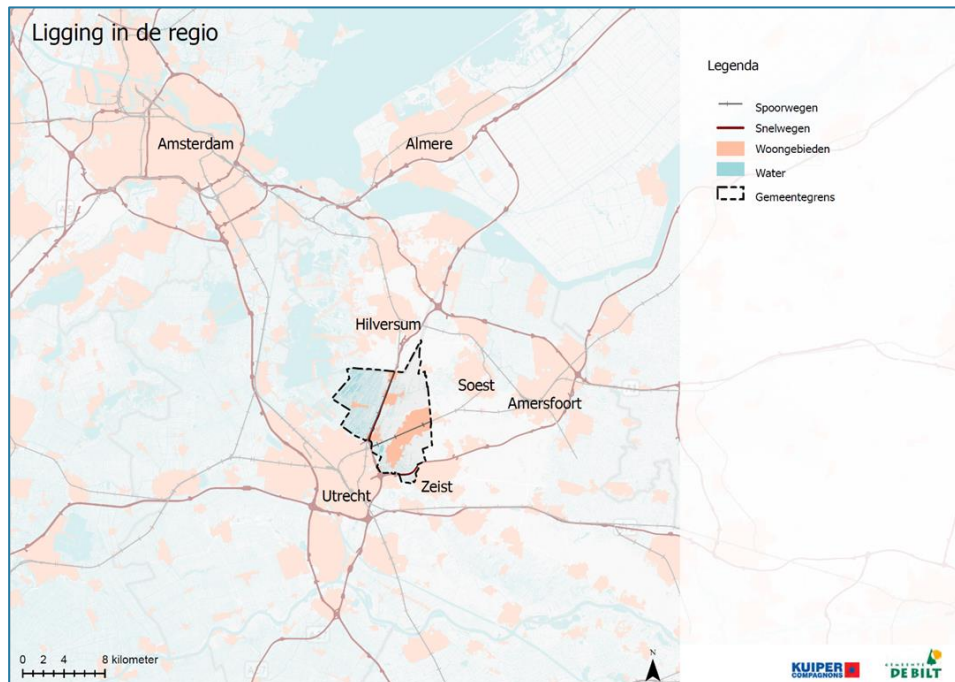 Ligging in de regio
Legenda
Spoorwegen
Snelwegen
Woongebieden
Water
Gemeentegrens
Amsterdam
Almere
Hilversum
Soest
Amersfoort
Zeist
Utrecht
0 2 4 8 kilometer
N
KUIPER
COMPAGNONS
GEMEENTE
DE BILT